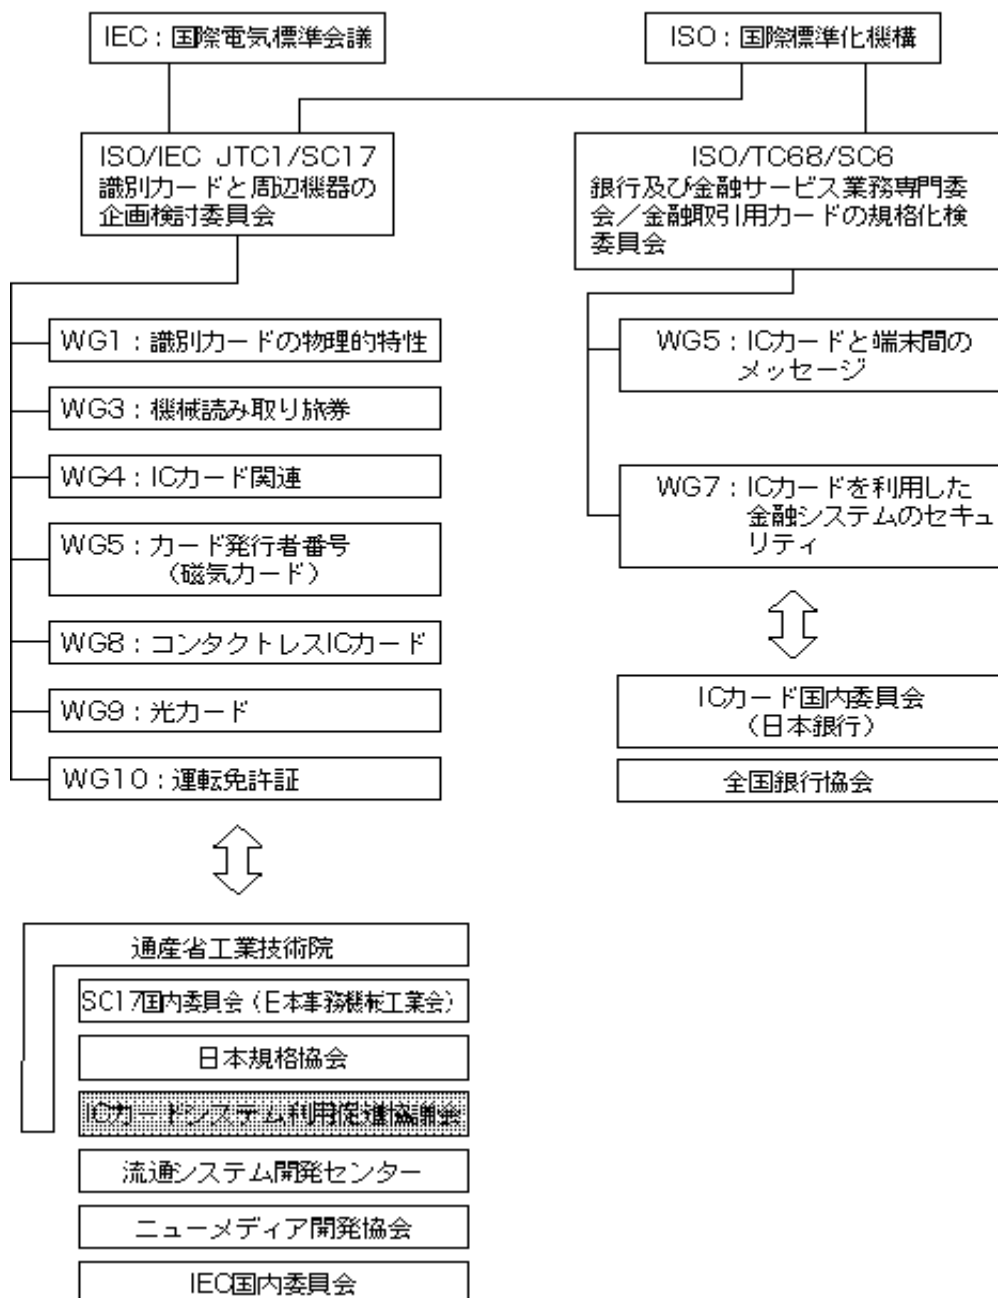 IEC：国際電気標準会議
ISO：国際標準化機構
ISO/IEC JTC1/SC17
識別カードと周辺機器の
企画検討委員会
ISO/TC68/SC6
銀行及び金融サービス業務専門委
会／金融取引用カードの規格化検
委員会
WG1：識別カードの物理的特性
WG3：機械読み取り旅券
WG4：ICカード関連
WG5：カード発行者番号
（磁気カード）
WG8：コンタクトレスICカード
WG9：光カード
WG10：運転免許証
WG5：ICカードと端末間の
メッセージ
WG7：ICカードを利用した
金融システムのセキュ
リティ
ICカード国内委員会
（日本銀行）
全国銀行協会
通産省工業技術院
SC17国内委員会（日本事務機械工業会）
日本規格協会
ICカードシステム利用促進協議会
流通システム開発センター
ニューメディア開発協会
IEC国内委員会